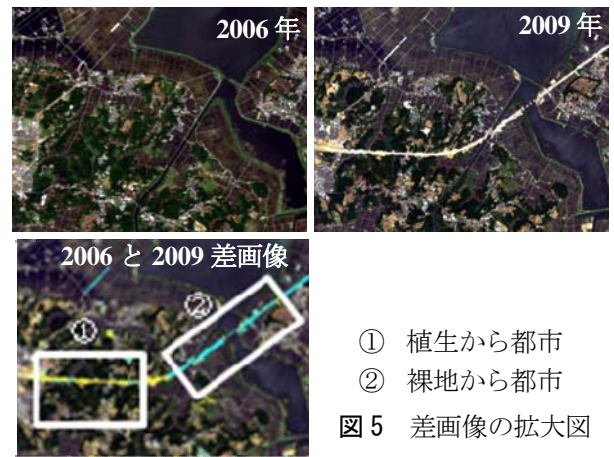 2006 年
2009 年
2006 と 2009 差画像
①
②
① 植生から都市
② 裸地から都市
図 5 差画像の拡大図